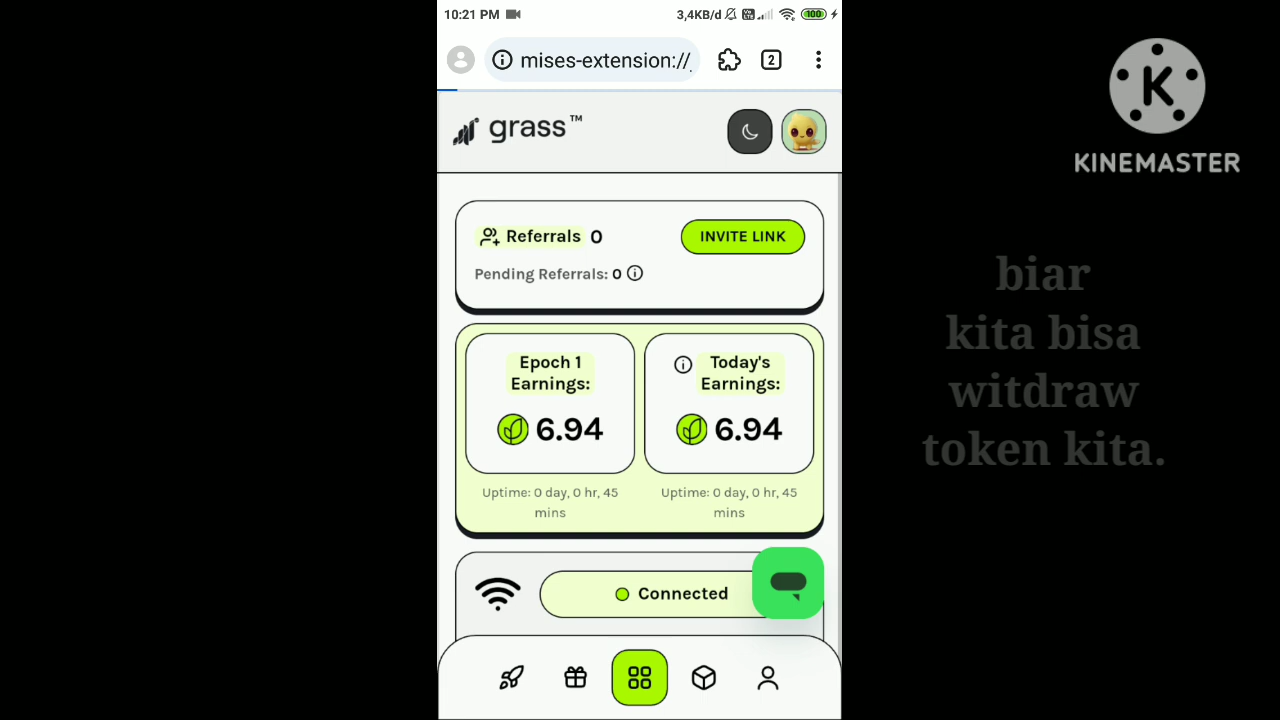 10:21 PM
3,4KB/d
100
mises-extension://
2
grass™
Referrals 0
INVITE LINK
Pending Referrals: 0
Epoch 1
Earnings:
6.94
Uptime: 0 day, 0 hr, 45
mins
Today's
Earnings:
6.94
Uptime: 0 day, 0 hr, 45
mins
Connected
K
KINEMASTER
biar
kita bisa
witdraw
token kita.